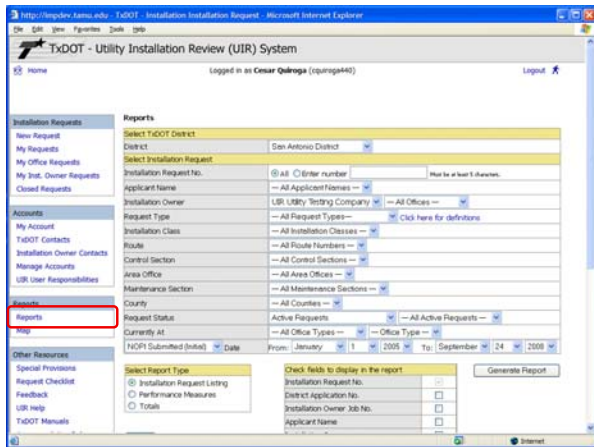 http://impdev.tamu.edu - TxDOT - Installation Installation Request - Microsoft Internet Explorer
File Edit View Favorites Tools Help
TxDOT - Utility Installation Review (UIR) System
Home Logged in as Cesar Quiroga (cquiroga440) Logout
Installation Requests
New Request
My Requests
My Office Requests
My Inst. Owner Requests
Closed Requests
Accounts
My Account
TxDOT Contacts
Installation Owner Contacts
Manage Accounts
UIR User Responsibilities
Reports
Reports
Map
Other Resources
Special Provisions
Request Checklist
Feedback
UIR Help
TxDOT Manuals
Reports
Select TxDOT District
District San Antonio District
Select Installation Request
Installation Request No. All Enter number Must be at least 5 characters.
Applicant Name -- All Applicant Names --
Installation Owner UIR Utility Testing Company -- All Offices --
Request Type -- All Request Types-- Click here for definitions
Installation Class -- All Installation Classes --
Route -- All Route Numbers --
Control Section -- All Control Sections --
Area Office -- All Area Offices --
Maintenance Section -- All Maintenance Sections --
County -- All Counties --
Request Status Active Requests -- All Active Requests --
Currently At -- All Office Types -- -- Office Type --
NOPI Submitted (Initial) Date From: January 1 2005 To: September 24 2008
Select Report Type
Installation Request Listing
Performance Measures
Totals
Check fields to display in the report
Installation Request No.
District Application No.
Installation Owner Job No.
Applicant Name
Generate Report
Internet